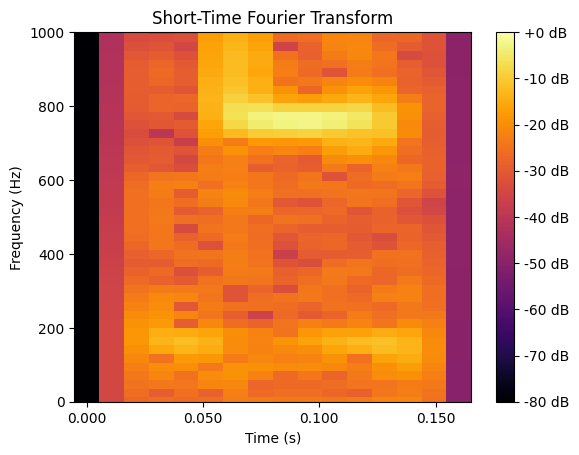 Short-Time Fourier Transform
Frequency (Hz)
1000
800
600
400
200
0
0.000
0.050
0.100
0.150
Time (s)
+0 dB
-10 dB
-20 dB
-30 dB
-40 dB
-50 dB
-60 dB
-70 dB
-80 dB